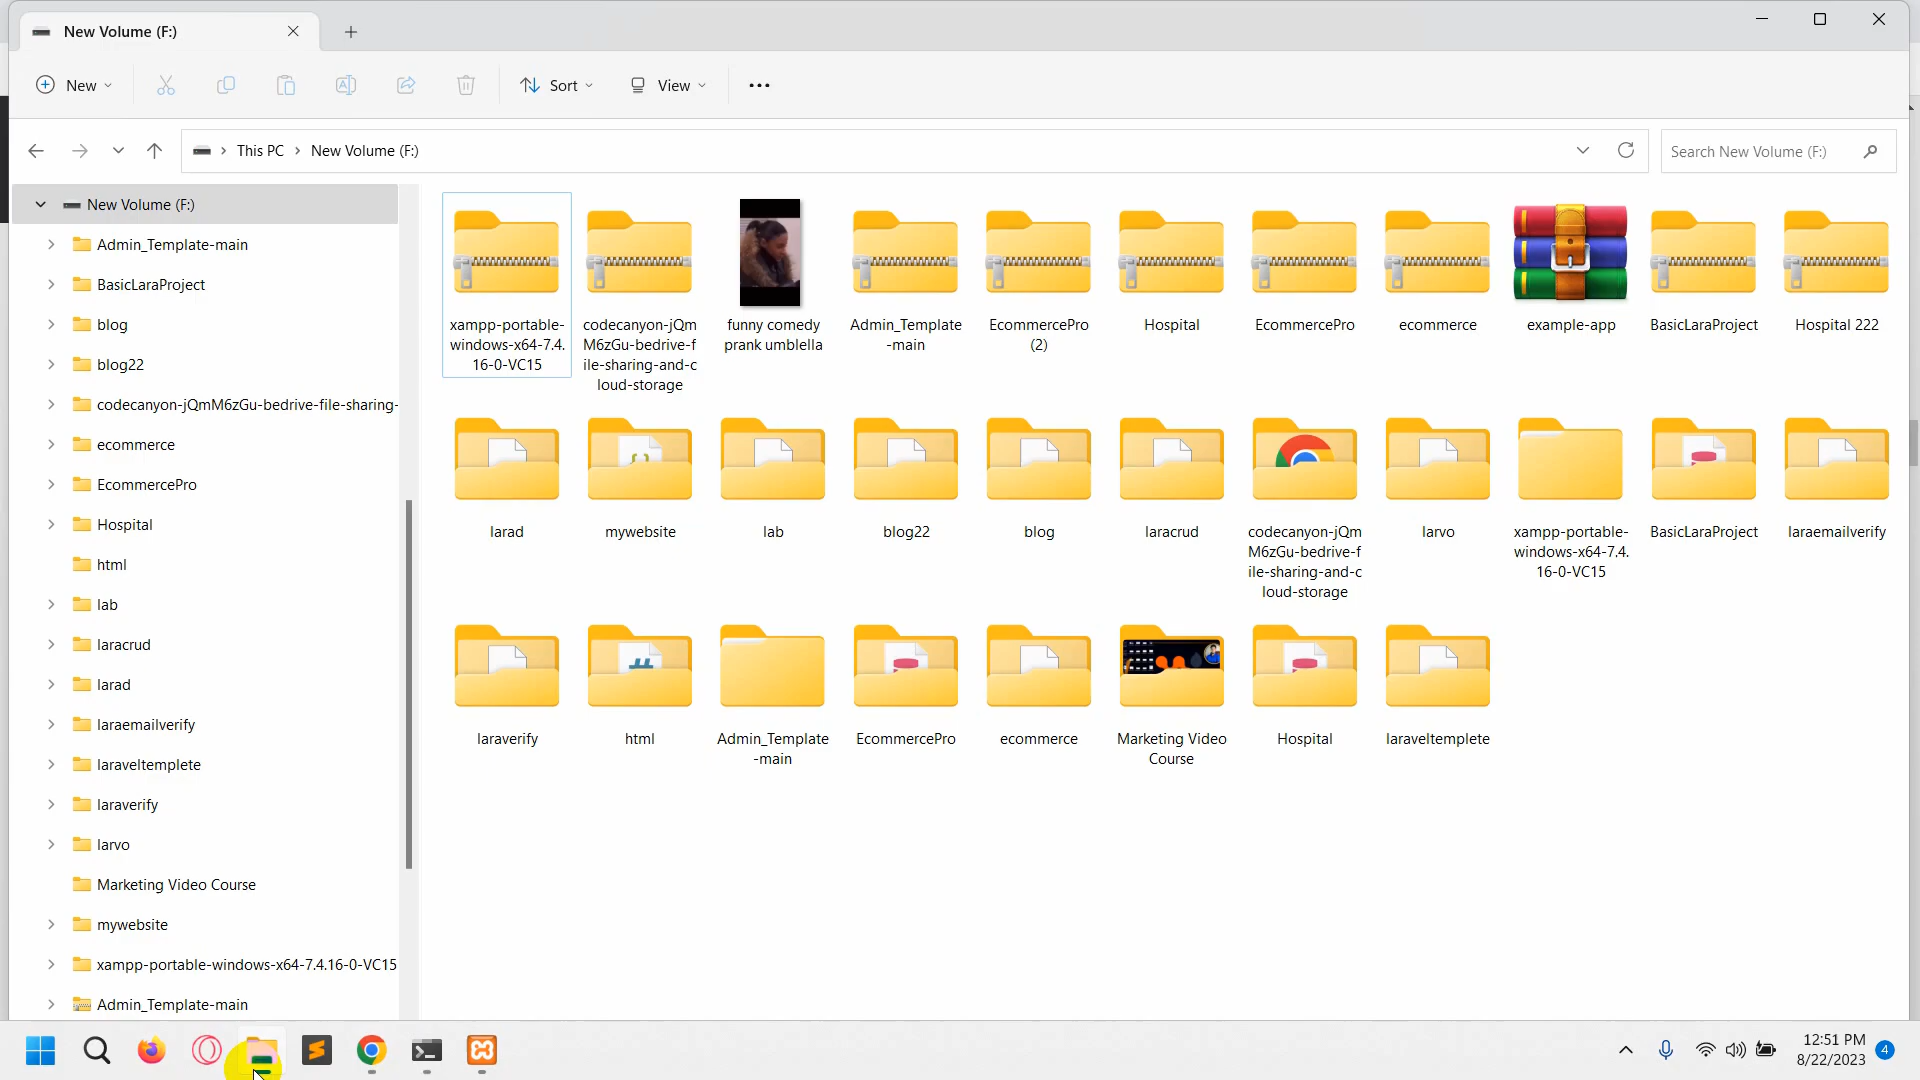 New Volume (F:)
New
Sort
View
This PC
New Volume (F:)
Search New Volume (F:)
New Volume (F:)
Admin_Template-main
BasicLaraProject
blog
blog22
codecanyon-jQmM6zGu-bedrive-file-sharing-
ecommerce
EcommercePro
Hospital
html
lab
laracrud
larad
laraemailverify
laraveltemplete
laraverify
larvo
Marketing Video Course
mywebsite
xampp-portable-windows-x64-7.4.16-0-VC15
Admin_Template-main
xampp-portable-
windows-x64-7.4.
16-0-VC15
codecanyon-jQm
M6zGu-bedrive-f
ile-sharing-and-c
loud-storage
funny comedy
prank umblella
Admin_Template
-main
EcommercePro
(2)
Hospital
EcommercePro
ecommerce
example-app
BasicLaraProject
Hospital 222
larad
mywebsite
lab
blog22
blog
laracrud
codecanyon-jQm
M6zGu-bedrive-f
ile-sharing-and-c
loud-storage
larvo
xampp-portable-
windows-x64-7.4.
16-0-VC15
BasicLaraProject
laraemailverify
laraverify
html
Admin_Template
-main
EcommercePro
ecommerce
Marketing Video
Course
Hospital
laraveltemplete
12:51 PM
8/22/2023
4